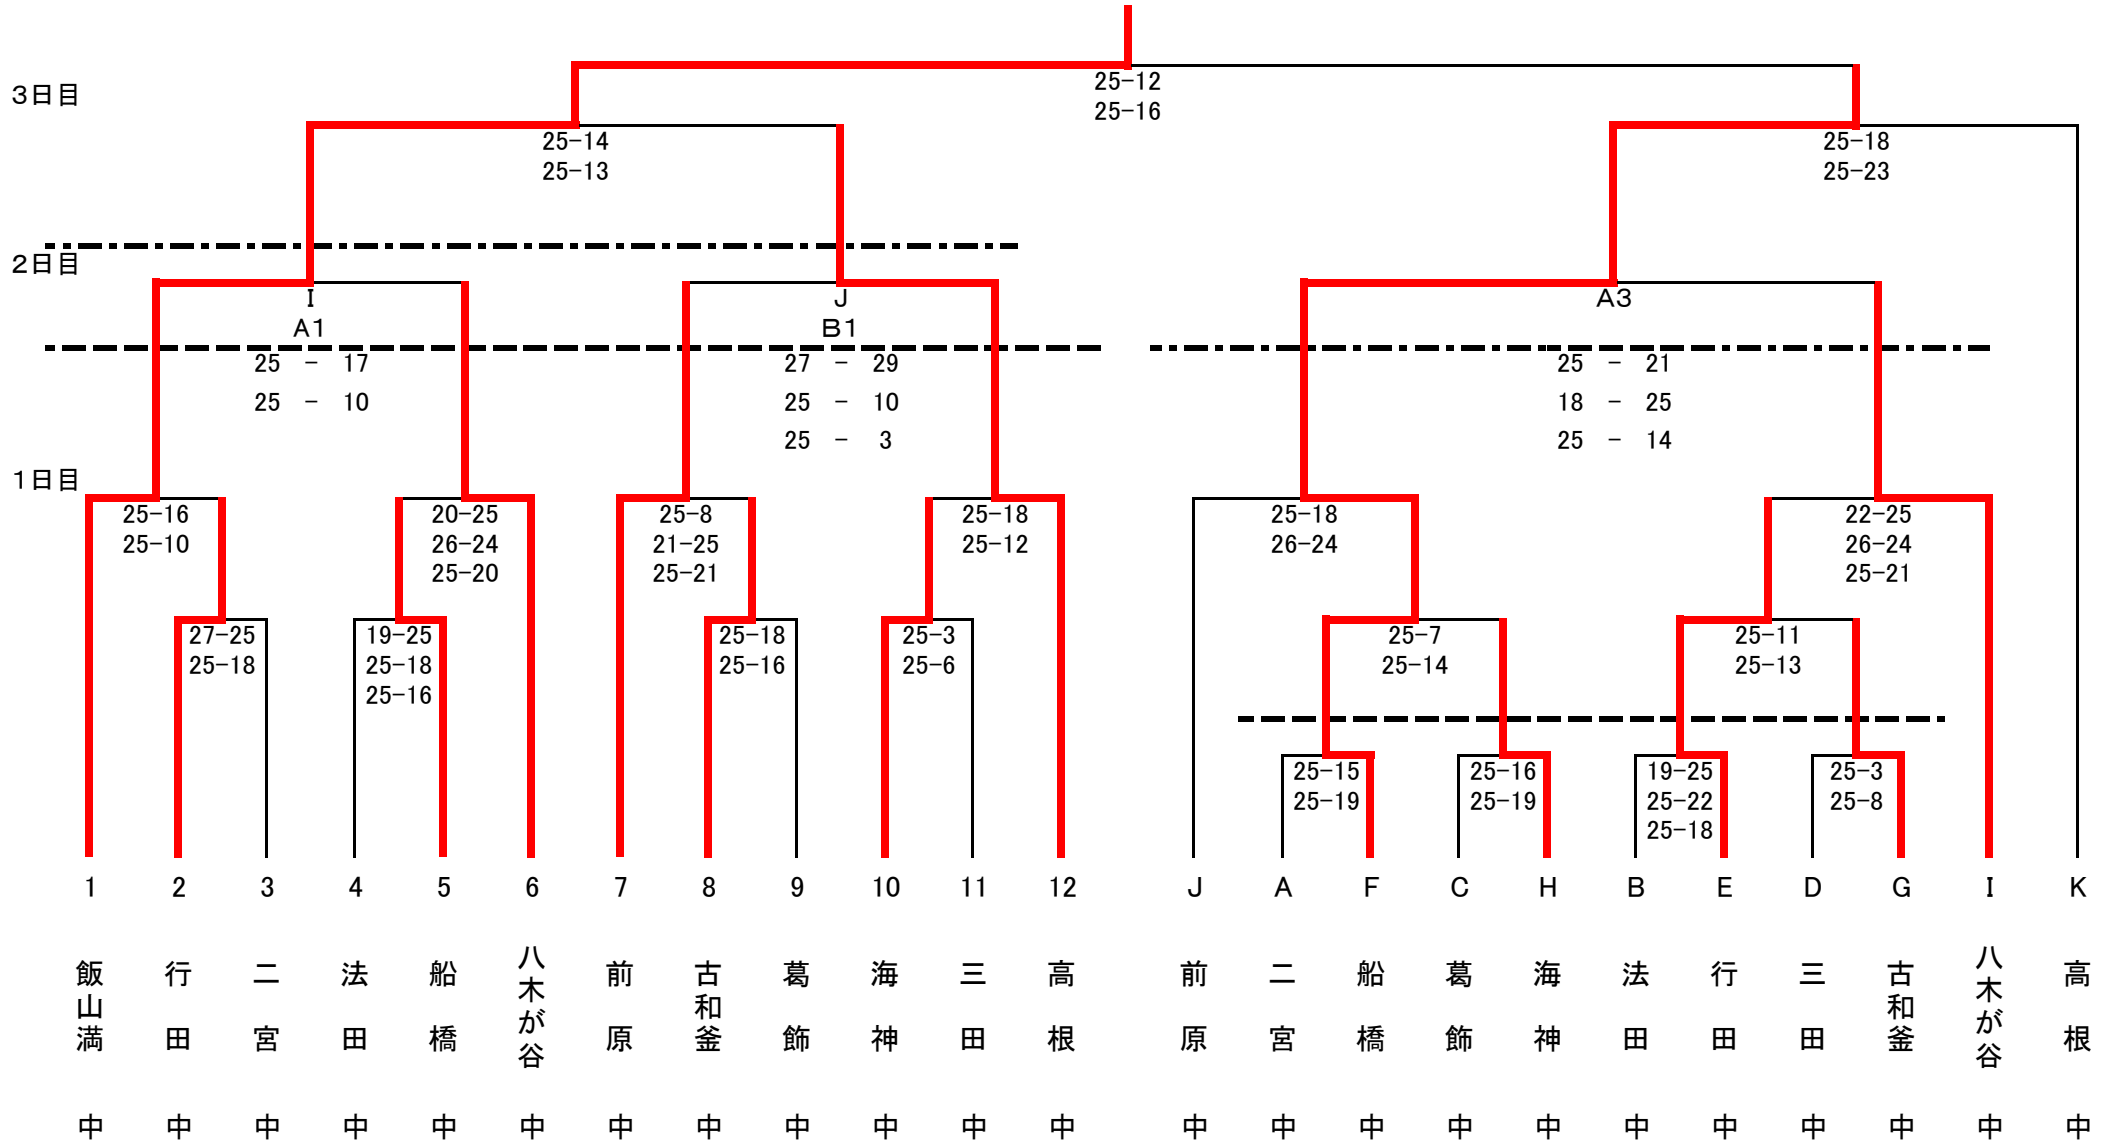 25-12
25-16
３日目
25-14
25-13
25-18
25-23
２日目
I
A1
J
B1
A3
25 - 17
25 - 10
27 - 29
25 - 10
25 - 3
25 - 21
18 - 25
25 - 14
１日目
25-16
25-10
20-25
26-24
25-20
25-8
21-25
25-21
25-18
25-12
25-18
26-24
22-25
26-24
25-21
27-25
25-18
19-25
25-18
25-16
25-18
25-16
25-3
25-6
25-7
25-14
25-11
25-13
25-15
25-19
25-16
25-19
19-25
25-22
25-18
25-3
25-8
1 2 3 4 5 6 7 8 9 10 11 12 J A F C H B E D G I K
飯山満中
行田中
二宮中
法田中
船橋中
八木が谷中
前原中
古和釜中
葛飾中
海神中
三田中
高根中
前原中
二宮中
船橋中
葛飾中
海神中
法田中
行田中
三田中
古和釜中
八木が谷中
高根中